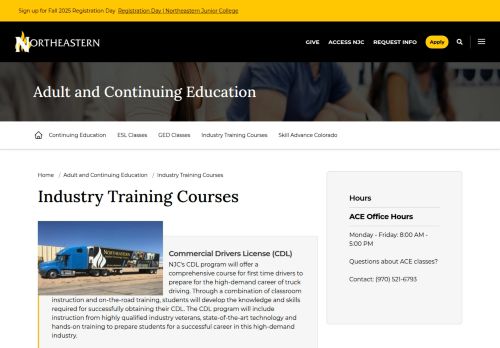 Sign up for Fall 2025 Registration Day Registration Day | Northeastern Junior College
NORTHEASTERN
GIVE ACCESS NJC REQUEST INFO Apply
Adult and Continuing Education
Continuing Education ESL Classes GED Classes Industry Training Courses Skill Advance Colorado
Home / Adult and Continuing Education / Industry Training Courses
Industry Training Courses
NORTHEASTERN
Commercial Drivers License (CDL)
NJC's CDL program will offer a
comprehensive course for first time drivers to
prepare for the high-demand career of truck
driving. Through a combination of classroom
instruction and on-the-road training, students will develop the knowledge and skills
required for successfully obtaining their CDL. The CDL program will include
instruction from highly qualified industry veterans, state-of-the-art technology and
hands-on training to prepare students for a successful career in this high-demand
industry.
Hours
ACE Office Hours
Monday - Friday: 8:00 AM -
5:00 PM
Questions about ACE classes?
Contact: (970) 521-6793